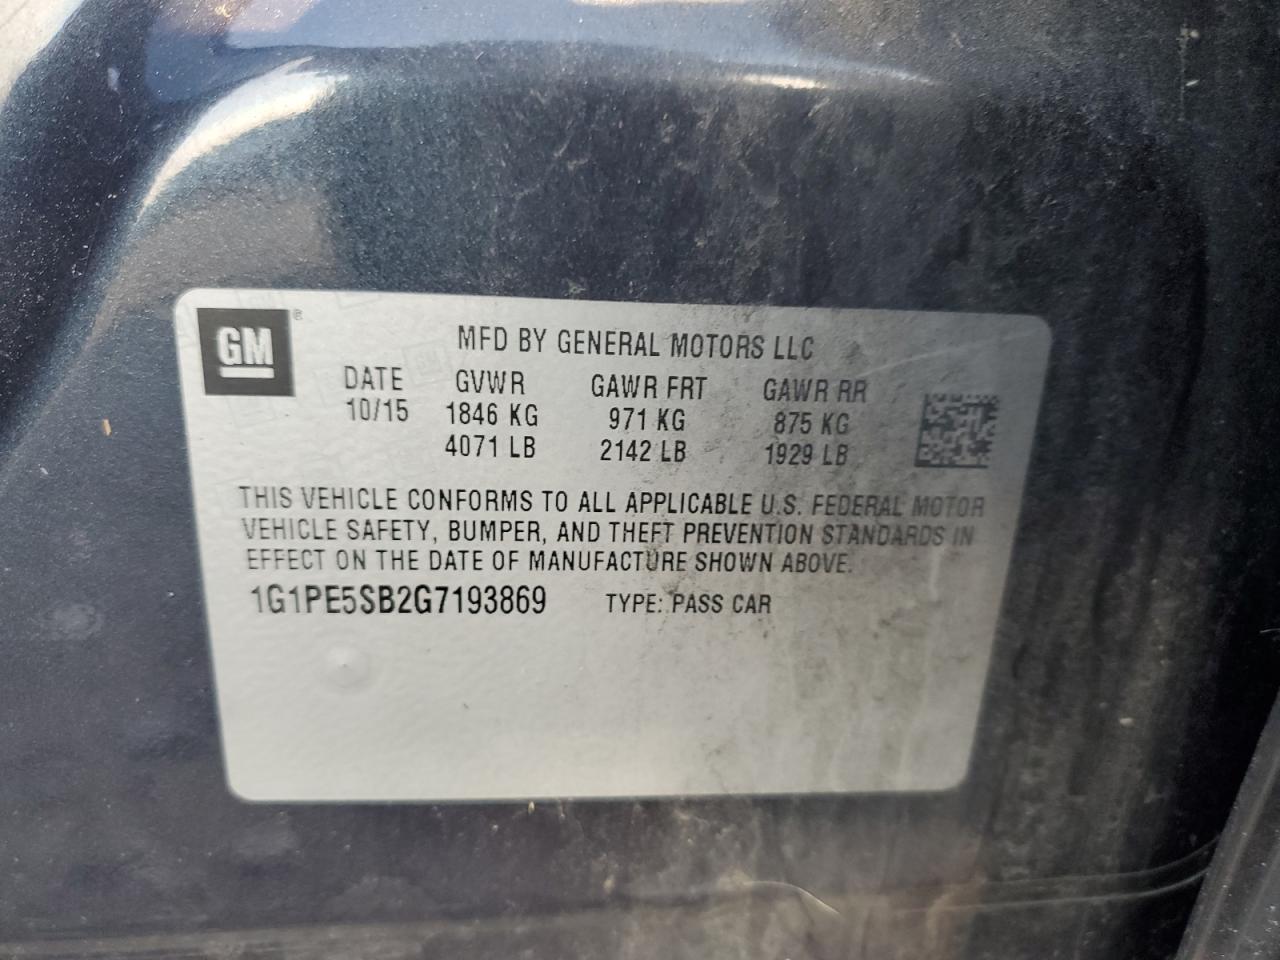 GM ®
MFD BY GENERAL MOTORS LLC
DATE GVWR GAWR FRT GAWR RR
10/15 1846 KG 971 KG 875 KG
4071 LB 2142 LB 1929 LB
THIS VEHICLE CONFORMS TO ALL APPLICABLE U.S. FEDERAL MOTOR
VEHICLE SAFETY, BUMPER, AND THEFT PREVENTION STANDARDS IN
EFFECT ON THE DATE OF MANUFACTURE SHOWN ABOVE.
1G1PE5SB2G7193869 TYPE: PASS CAR